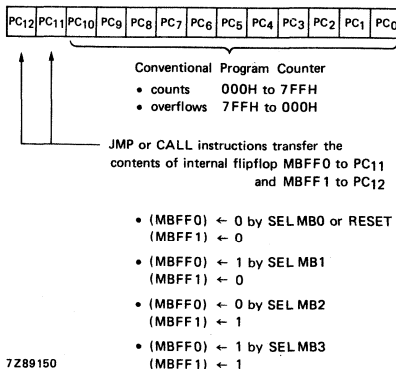 PC12 PC11 PC10 PC9 PC8 PC7 PC6 PC5 PC4 PC3 PC2 PC1 PC0
Conventional Program Counter
• counts 000H to 7FFH
• overflows 7FFH to 000H
JMP or CALL instructions transfer the
contents of internal flipflop MBFF0 to PC11
and MBFF1 to PC12
• (MBFF0) ← 0 by SEL MB0 or RESET
(MBFF1) ← 0
• (MBFF0) ← 1 by SEL MB1
(MBFF1) ← 0
• (MBFF0) ← 0 by SEL MB2
(MBFF1) ← 1
• (MBFF0) ← 1 by SEL MB3
(MBFF1) ← 1
7Z89150